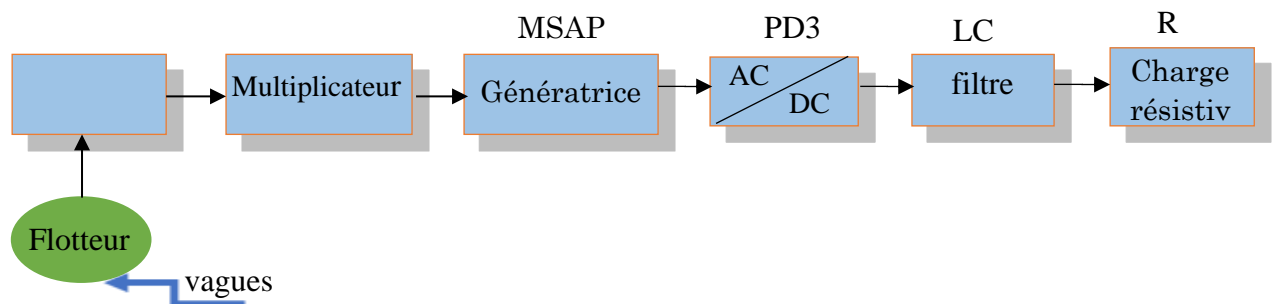 MSAP
PD3
LC
R
Multiplicateur
Génératrice
AC
DC
filtre
Charge
résistiv
Flotteur
vagues